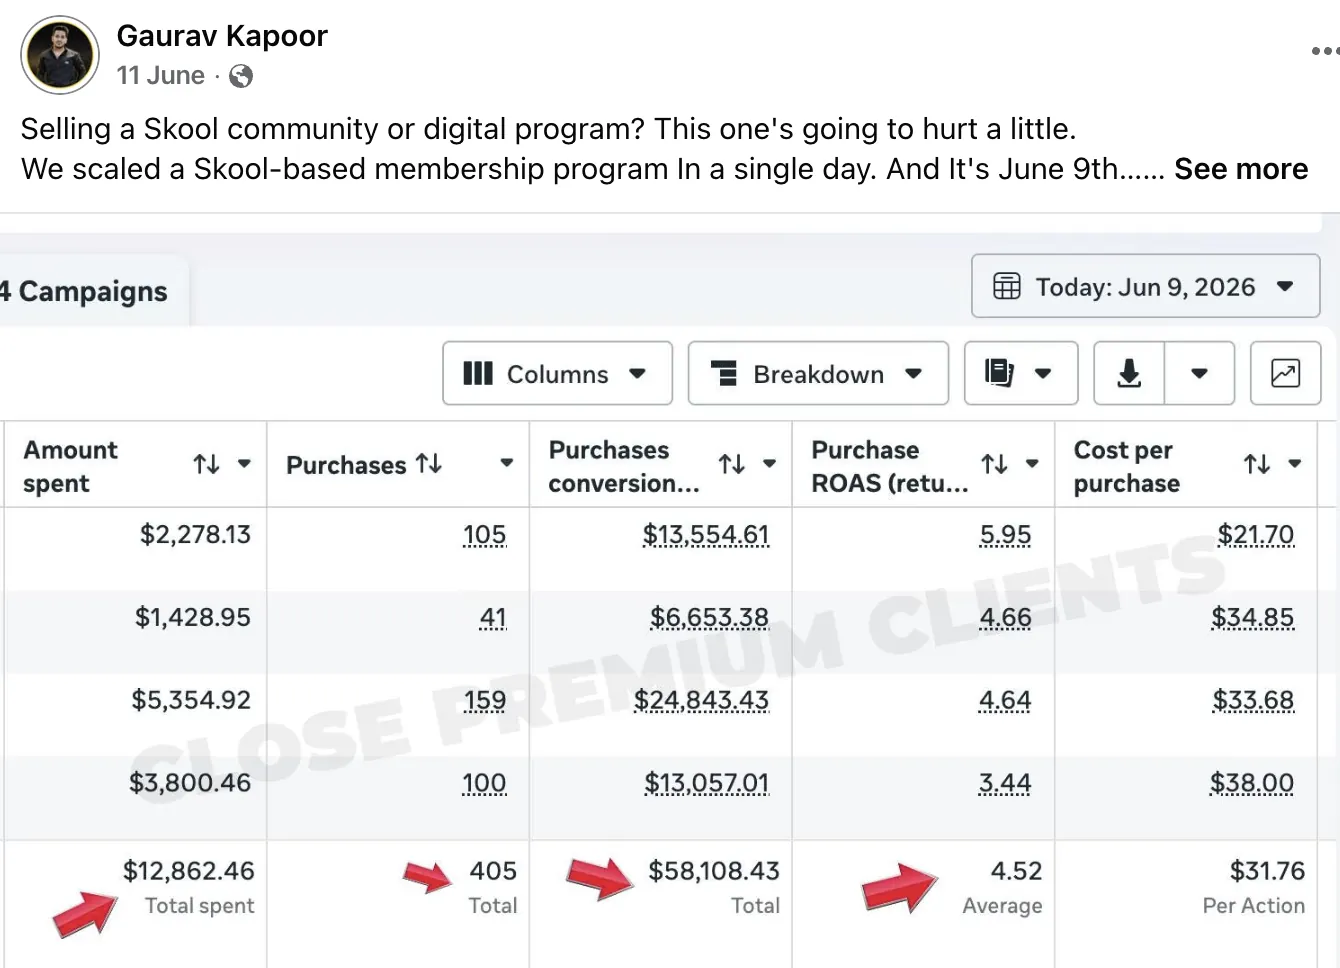 Gaurav Kapoor
11 June ·
Selling a Skool community or digital program? This one's going to hurt a little.
We scaled a Skool-based membership program In a single day. And It's June 9th...... See more
4 Campaigns
Today: Jun 9, 2026
Columns
Breakdown
Amount spent
Purchases
Purchases conversion...
Purchase ROAS (retu...
Cost per purchase
$2,278.13 105 $13,554.61 5.95 $21.70
$1,428.95 41 $6,653.38 4.66 $34.85
$5,354.92 159 $24,843.43 4.64 $33.68
$3,800.46 100 $13,057.01 3.44 $38.00
CLOSE PREMIUM CLIENTS
$12,862.46 405 $58,108.43 4.52 $31.76
Total spent Total Total Average Per Action